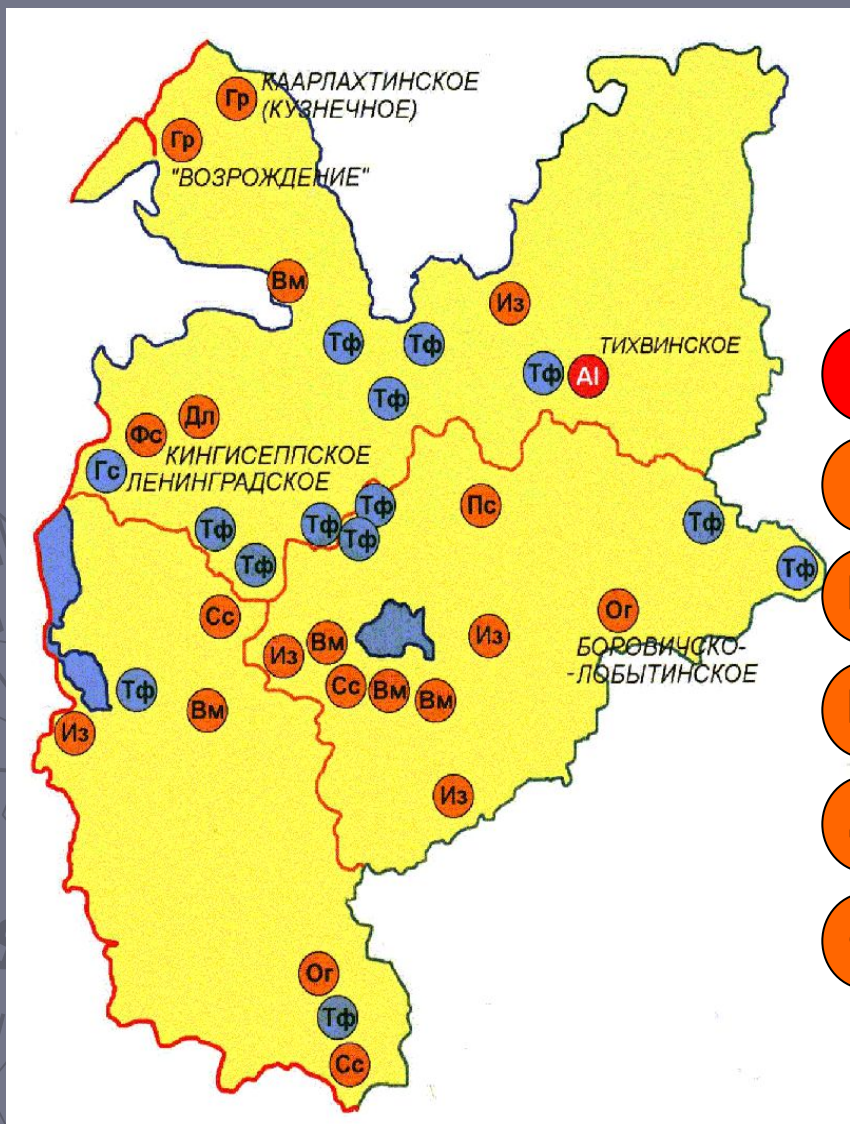 Гр
КААРЛАХТИНСКОЕ
(КУЗНЕЧНОЕ)
Гр
"ВОЗРОЖДЕНИЕ"
Вм
Из
Тф
Тф
ТИХВИНСКОЕ
Тф
Al
Тф
Дл
Фс
КИНГИСЕППСКОЕ
Гс
ЛЕНИНГРАДСКОЕ
Тф
Пс
Тф
Тф
Тф
Тф
Тф
Тф
Сс
Ог
Вм
Из
Из
БОРОВИЧСКО-
-ЛОБЫТИНСКОЕ
Сс
Вм
Вм
Тф
Вм
Из
Из
Ог
Тф
Сс